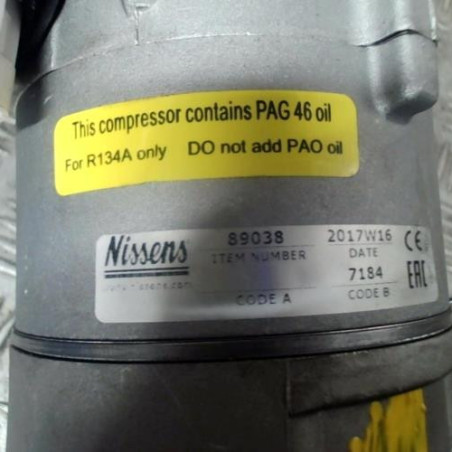 This compressor contains PAG 46 oil
For R134A only DO not add PAO oil
Nissens 89038 2017W16 CE
ITEM NUMBER DATE
7184 EAC
CODE A CODE B